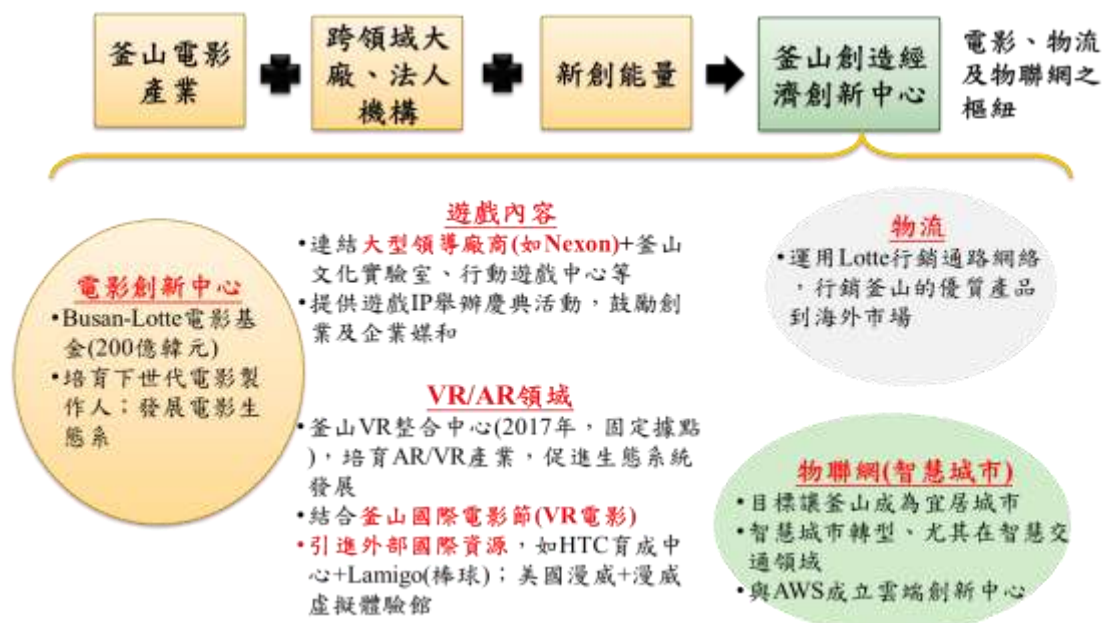 釜山電影
產業
跨領域大
廠、法人
機構
新創能量
釜山創造經
濟創新中心
電影、物流
及物聯網之
樞紐
電影創新中心
•Busan-Lotte電影基
金(200億韓元)
•培育下世代電影製
作人；發展電影生
態系
遊戲內容
•連結大型領導廠商(如Nexon)+釜山
文化實驗室、行動遊戲中心等
•提供遊戲IP舉辦慶典活動，鼓勵創
業及企業媒和
VR/AR領域
•釜山VR整合中心(2017年，固定據點
)，培育AR/VR產業，促進生態系統
發展
•結合釜山國際電影節(VR電影)
•引進外部國際資源，如HTC育成中
心+Lamigo(棒球)；美國漫威+漫威
虛擬體驗館
物流
•運用Lotte行銷通路網絡
，行銷釜山的優質產品
到海外市場
物聯網(智慧城市)
•目標讓釜山成為宜居城市
•智慧城市轉型、尤其在智慧交
通領域
•與AWS成立雲端創新中心